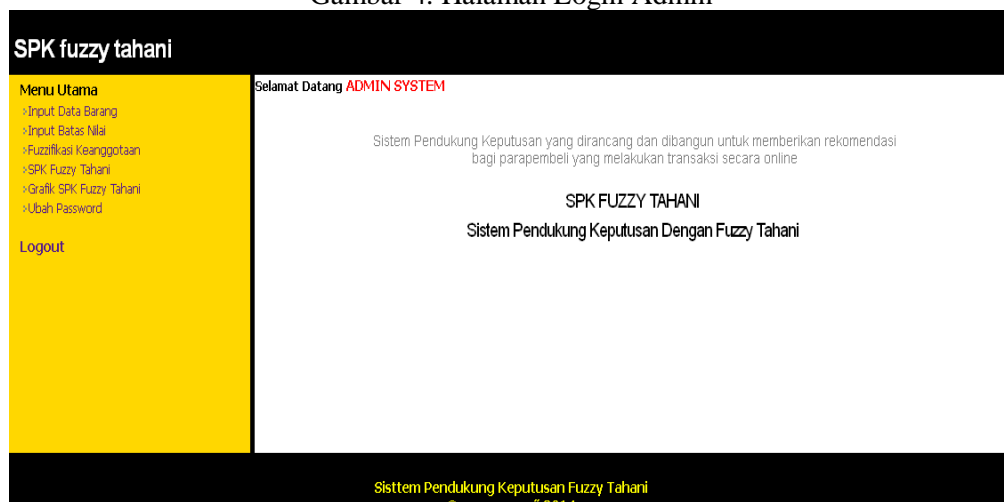 Gambar 4. Halaman Login Admin
SPK fuzzy tahani
Menu Utama
>Input Data Barang
>Input Batas Nilai
>Fuzzifikasi Keanggotaan
>SPK Fuzzy Tahani
>Grafik SPK Fuzzy Tahani
>Ubah Password
Logout
Selamat Datang ADMIN SYSTEM
Sistem Pendukung Keputusan yang dirancang dan dibangun untuk memberikan rekomendasi
bagi parapembeli yang melakukan transaksi secara online
SPK FUZZY TAHANI
Sistem Pendukung Keputusan Dengan Fuzzy Tahani
Sisttem Pendukung Keputusan Fuzzy Tahani